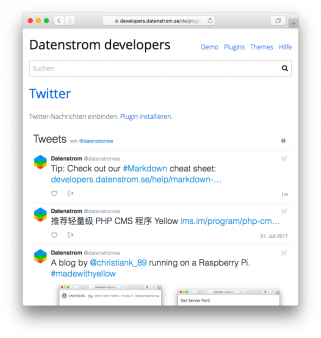 developers.datenstrom.se/de/plugin
Datenstrom developers
Demo Plugins Themes Hilfe
Suchen
Twitter
Twitter-Nachrichten einbinden. Plugin installieren.
Tweets von @datenstromse
Datenstrom @datenstromse
Tip: Check out our #Markdown cheat sheet:
developers.datenstrom.se/help/markdown-…
1m
Datenstrom @datenstromse
推荐轻量级 PHP CMS 程序 Yellow lms.im/program/php-cm…
31. Juli 2017
Datenstrom @datenstromse
A blog by @christiank_89 running on a Raspberry Pi.
#madewithyellow
Der Server Port: